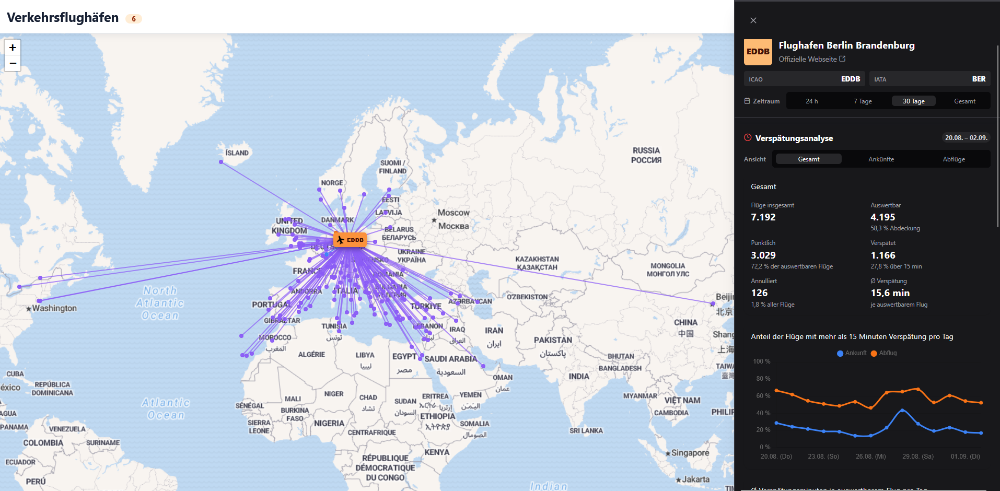 Verkehrsflughäfen 6
+
−
ÍSLAND
RUSSIA
РОССИЯ
SUOMI /
FINLAND
NORGE
EESTI
LATVIJA
DANMARK
Moscow
Москва
UNITED
KINGDOM
BELARUS
БЕЛАРУСЬ
EDDB
UKRAINE
УКРАЇНА
KAZAKHSTAN
ҚАЗАҚСТАН
MONGOLIA
МОНГОЛ УЛС
FRANCE
ROMANIA
North
Atlantic
Ocean
ANDORRA
ITALIA
O'ZBEKISTON
AZƏRBAYCAN
Beijin
北京
PORTUGAL
TÜRKIYE
Washington
GIBRALTAR
TUNISIA
تونس
LEBANON
IRAQ
العراق
IRAN
ایران
CHINA
中国
Shang
上海
MOROCCO
المغرب
PAKISTAN
پاکستان
ALGÉRIE
LIBYA
ليبيا
EGYPT
مصر
SAUDI ARABIA
السعودية
BHUTAN
BANGLADESH
TAIWA
臺灣
CUBA
éxico
REPÚBLICA
DOMINICANA
OMAN
عمان
INDIA
Atlantic
Ocean
MALI
NIGER
CHAD
تشاد
SUDAN
السودان
ERITREA
ኤርትራ إرتريا
YEMEN
اليمن
MYANMAR
VIỆT NAM
SÉNÉGAL
BURKINA
FASO
ETHIOPIA
ኢትዮጵያ
CAMBODIA
PHILIP
AGUA
PANAMA
VENEZUELA
SIERRA
LEONE
NIGERIA
CENTRAFRIQUE
SOMALIA
الصومال
SRI LANKA
COLOMBIA
SURINAME
KENYA
Singapore
ECUADOR
RÉPUBLIQUE
DÉMOCRATIQUE
DU CONGO
PERÚ
Jakarta
Indian
TIM
EDDB
Flughafen Berlin Brandenburg
Offizielle Webseite
ICAO EDDB IATA BER
Zeitraum 24 h 7 Tage 30 Tage Gesamt
Verspätungsanalyse 20.08. – 02.09.
Ansicht Gesamt Ankünfte Abflüge
Gesamt
Flüge insgesamt
7.192
Auswertbar
4.195
58,3 % Abdeckung
Pünktlich
3.029
72,2 % der auswertbaren Flüge
Verspätet
1.166
27,8 % über 15 min
Annulliert
126
1,8 % aller Flüge
Ø Verspätung
15,6 min
je auswertbarem Flug
Anteil der Flüge mit mehr als 15 Minuten Verspätung pro Tag
Ankunft Abflug
100 %
80 %
60 %
40 %
20 %
0 %
20.08. (Do) 23.08. (So) 26.08. (Mi) 29.08. (Sa) 01.09. (Di)
Ø Verspätungsminuten je auswertbarem Flug pro Tag